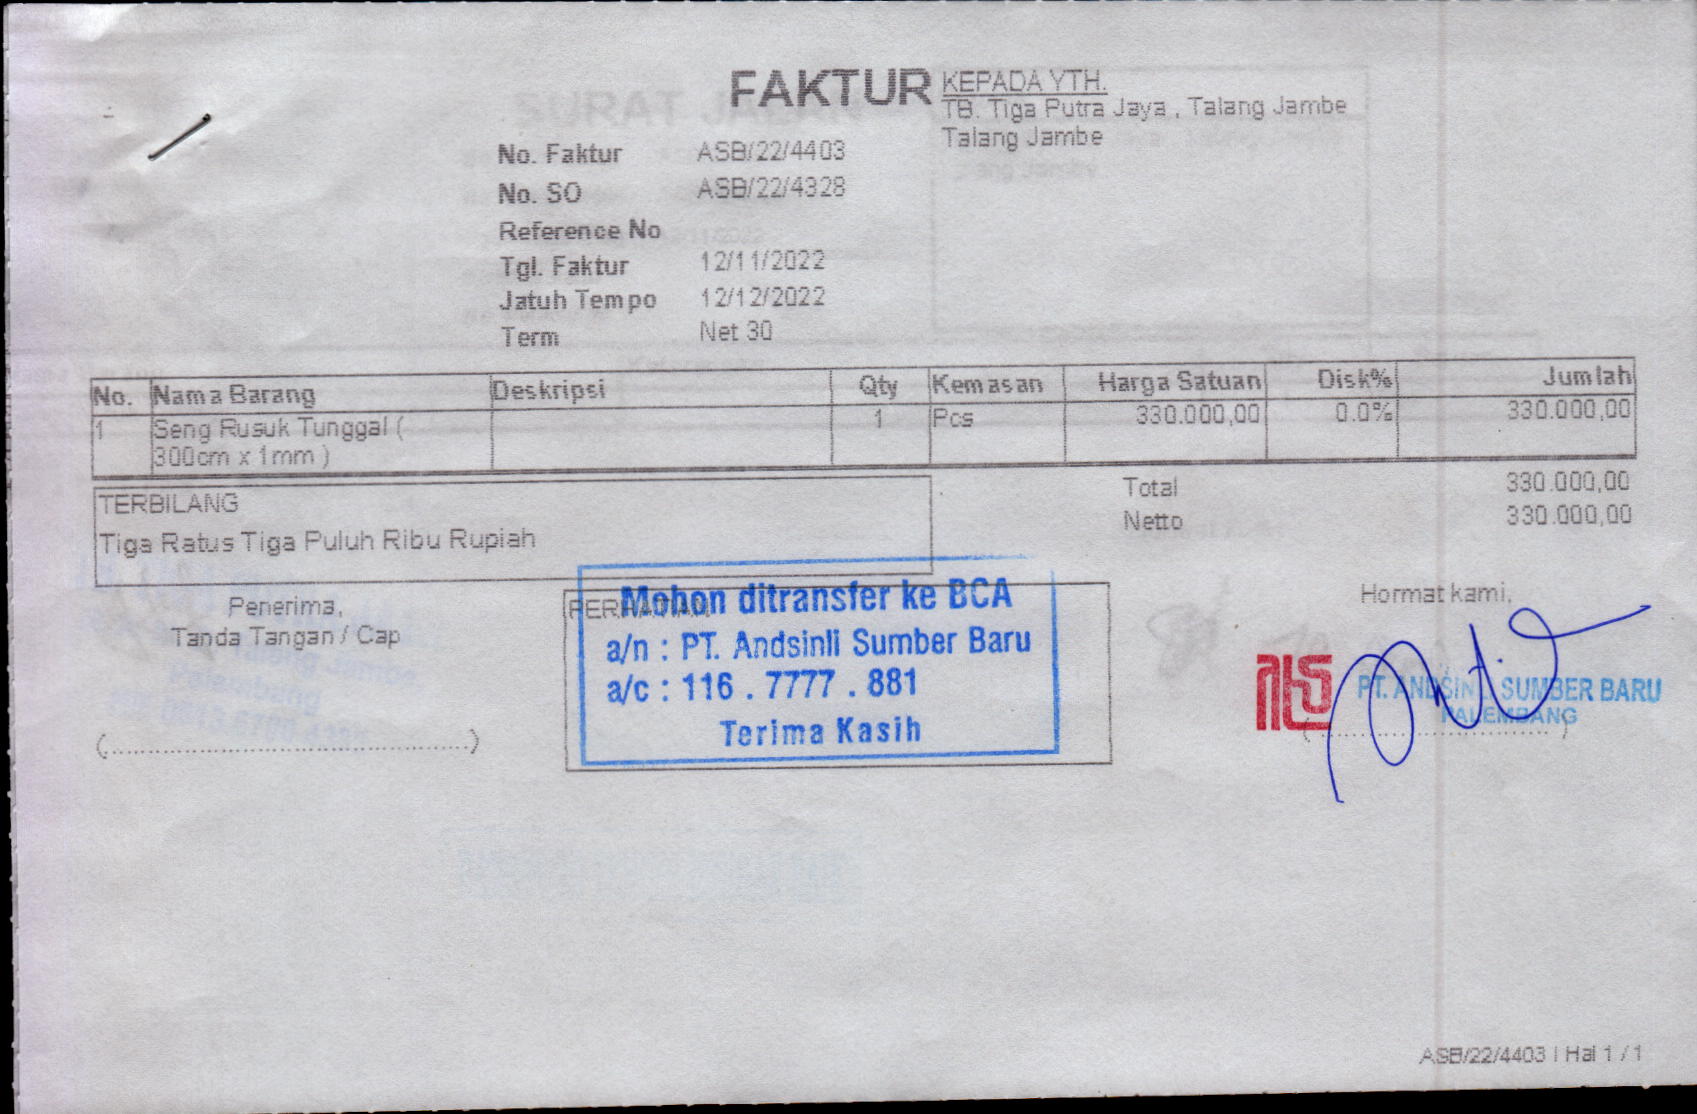 FAKTUR
KEPADA YTH.
TB. Tiga Putra Jaya , Talang Jambe
Talang Jambe
No. Faktur ASB/22/4403
No. SO ASB/22/4328
Reference No
Tgl. Faktur 12/11/2022
Jatuh Tempo 12/12/2022
Term Net 30
No. Nama Barang Deskripsi Qty Kemasan Harga Satuan Disk% Jumlah
1 Seng Rusuk Tunggal ( 1 Pcs 330.000,00 0.0% 330.000,00
300cm x 1mm )
TERBILANG
Tiga Ratus Tiga Puluh Ribu Rupiah
Total 330.000,00
Netto 330.000,00
Penerima,
Tanda Tangan / Cap
(..........................................................)
PERHATIAN
Mohon ditransfer ke BCA
a/n : PT. Andsinli Sumber Baru
a/c : 116 . 7777 . 881
Terima Kasih
Hormat kami,
PT. ANDSINLI SUMBER BARU
PALEMBANG
ASB/22/4403 | Hal 1 / 1